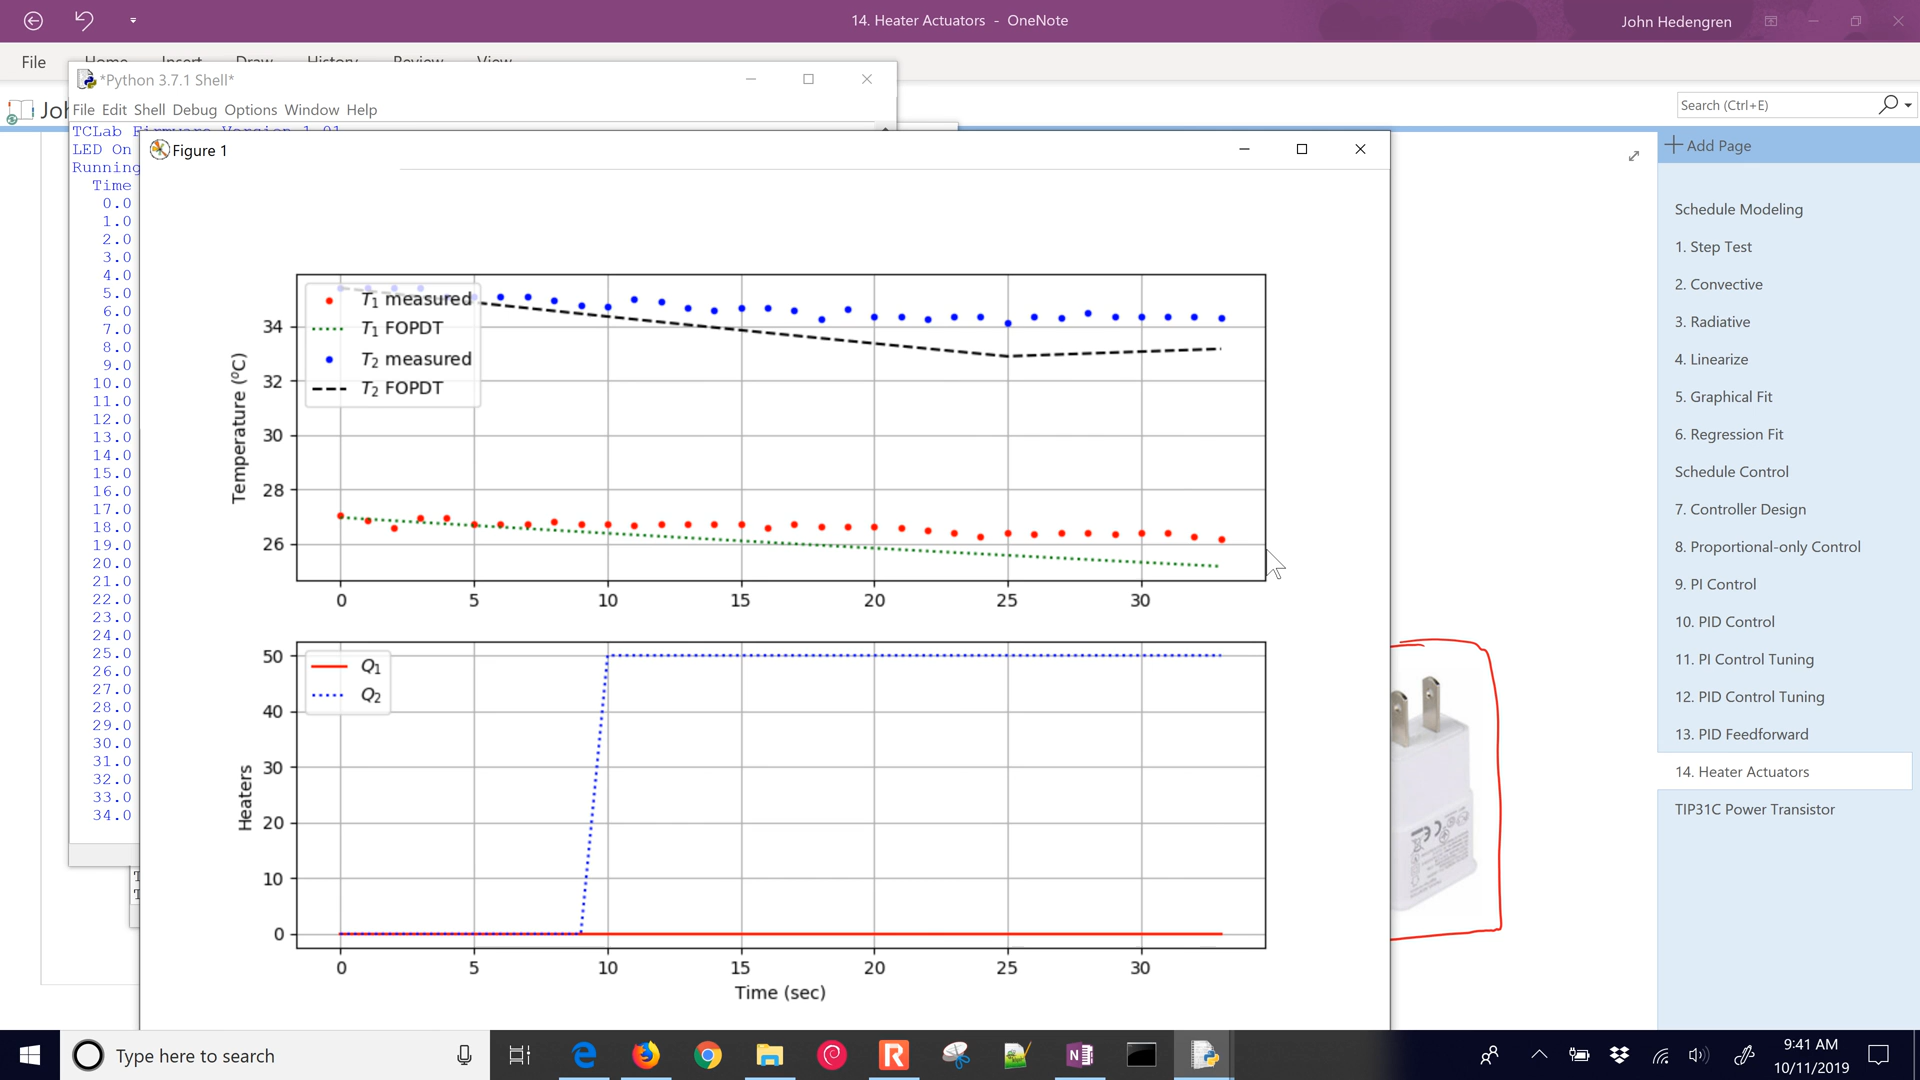 14. Heater Actuators - OneNote
John Hedengren
File Home Insert Draw History Review View
*Python 3.7.1 Shell*
File Edit Shell Debug Options Window Help
Search (Ctrl+E)
TCLab Firmware Version 1.01
LED On
Running
Time
0.0
1.0
2.0
3.0
4.0
5.0
6.0
7.0
8.0
9.0
10.0
11.0
12.0
13.0
14.0
15.0
16.0
17.0
18.0
19.0
20.0
21.0
22.0
23.0
24.0
25.0
26.0
27.0
28.0
29.0
30.0
31.0
32.0
33.0
34.0
Figure 1
T1 measured
T1 FOPDT
T2 measured
T2 FOPDT
Temperature (oC)
34
32
30
28
26
0 5 10 15 20 25 30
Q1
Q2
Heaters
50
40
30
20
10
0
0 5 10 15 20 25 30
Time (sec)
Add Page
Schedule Modeling
1. Step Test
2. Convective
3. Radiative
4. Linearize
5. Graphical Fit
6. Regression Fit
Schedule Control
7. Controller Design
8. Proportional-only Control
9. PI Control
10. PID Control
11. PI Control Tuning
12. PID Control Tuning
13. PID Feedforward
14. Heater Actuators
TIP31C Power Transistor
Type here to search
9:41 AM
10/11/2019